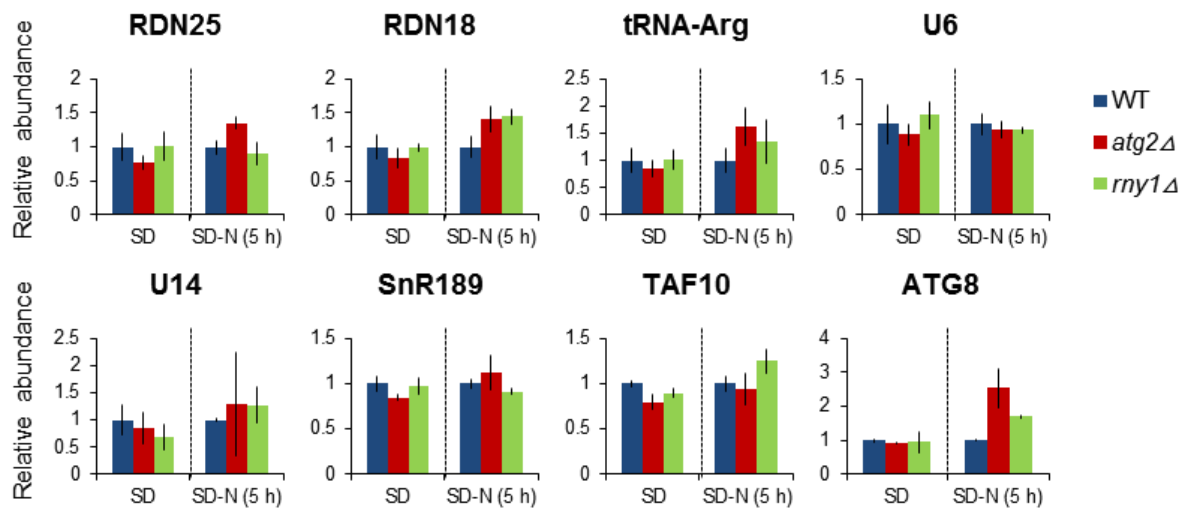 RDN25
RDN18
tRNA-Arg
U6
Relative abundance
2
1.5
1
0.5
0
SD
SD-N (5 h)
2
1.5
1
0.5
0
SD
SD-N (5 h)
2.5
2
1.5
1
0.5
0
SD
SD-N (5 h)
1.5
1
0.5
0
SD
SD-N (5 h)
WT
atg2Δ
rny1Δ
U14
SnR189
TAF10
ATG8
Relative abundance
2.5
2
1.5
1
0.5
0
SD
SD-N (5 h)
1.5
1
0.5
0
SD
SD-N (5 h)
1.5
1
0.5
0
SD
SD-N (5 h)
4
3
2
1
0
SD
SD-N (5 h)